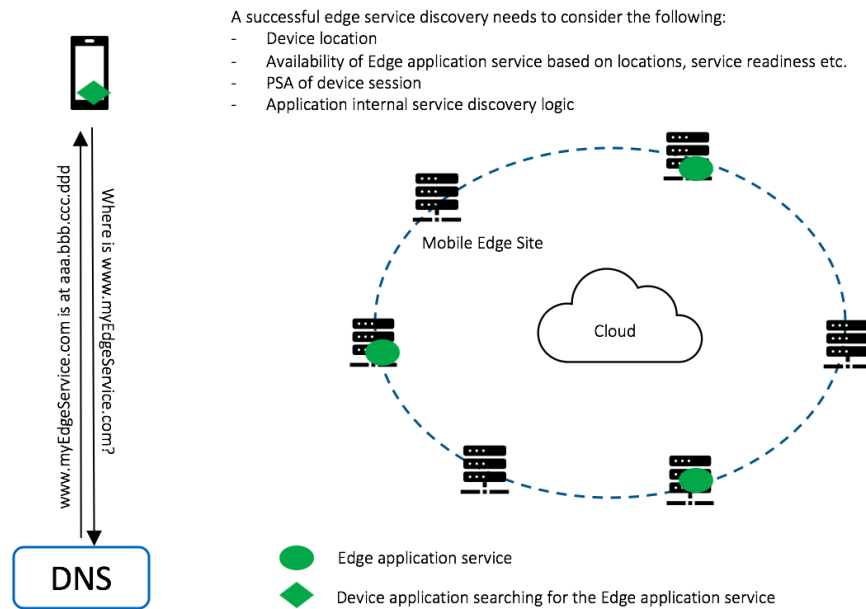 A successful edge service discovery needs to consider the following:
- Device location
- Availability of Edge application service based on locations, service readiness etc.
- PSA of device session
- Application internal service discovery logic
www.myEdgeService.com is at aaa.bbb.ccc.ddd
Where is www.myEdgeService.com?
Mobile Edge Site
Cloud
DNS
Edge application service
Device application searching for the Edge application service